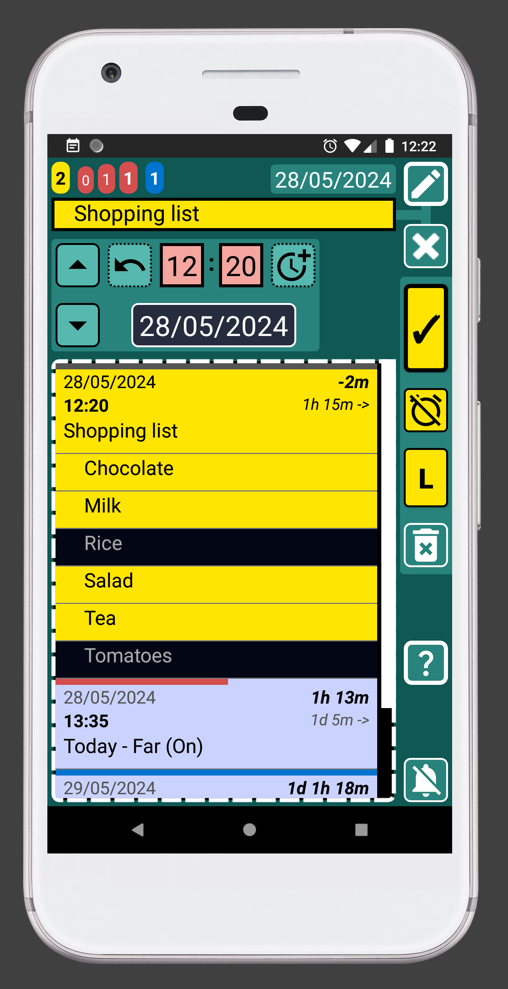 12:22
2 0 1 1 1 28/05/2024
Shopping list
12 : 20
28/05/2024
28/05/2024 -2m
12:20 1h 15m ->
Shopping list
Chocolate
Milk
L
Rice
Salad
Tea
Tomatoes
?
28/05/2024 1h 13m
13:35 1d 5m ->
Today - Far (On)
29/05/2024 1d 1h 18m